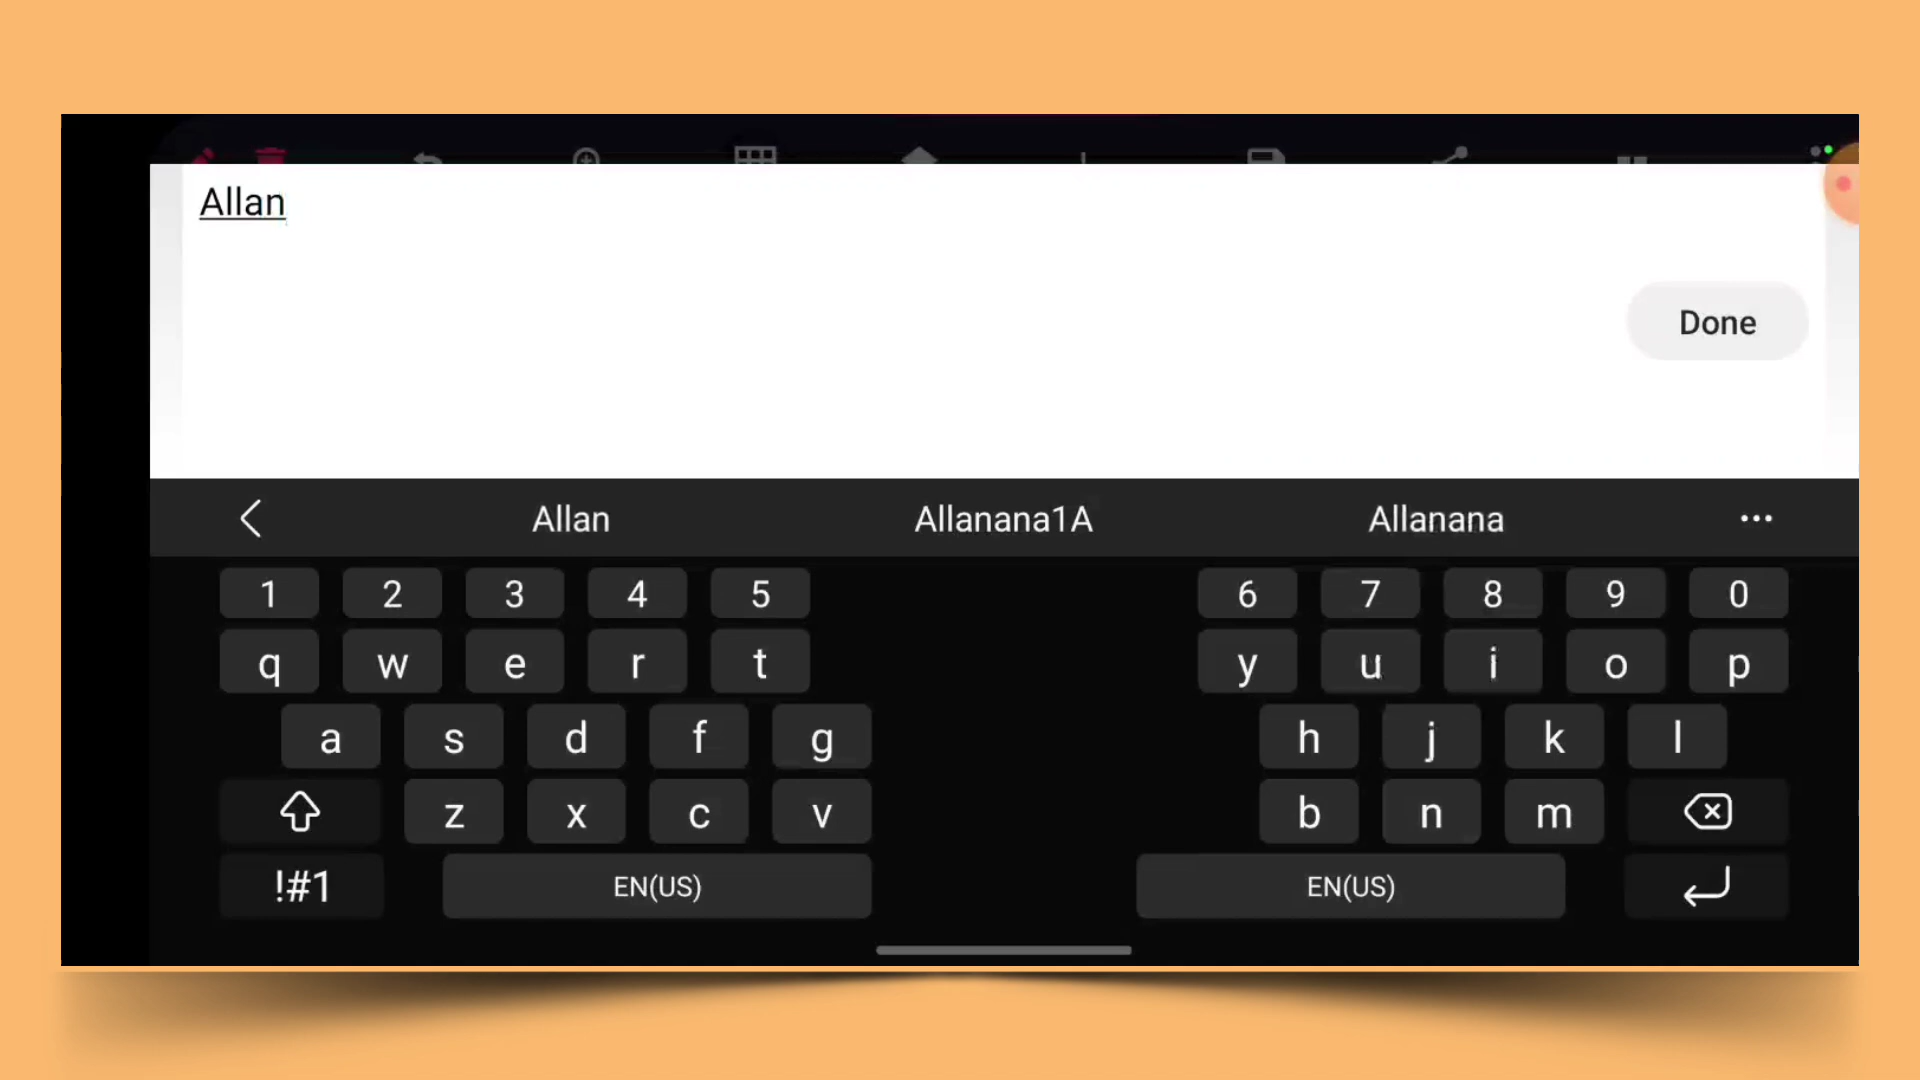 Allan
Done
Allan Allanana1A Allanana ...
1 2 3 4 5 6 7 8 9 0
q w e r t y u i o p
a s d f g h j k l
z x c v b n m
!#1 EN(US) EN(US)